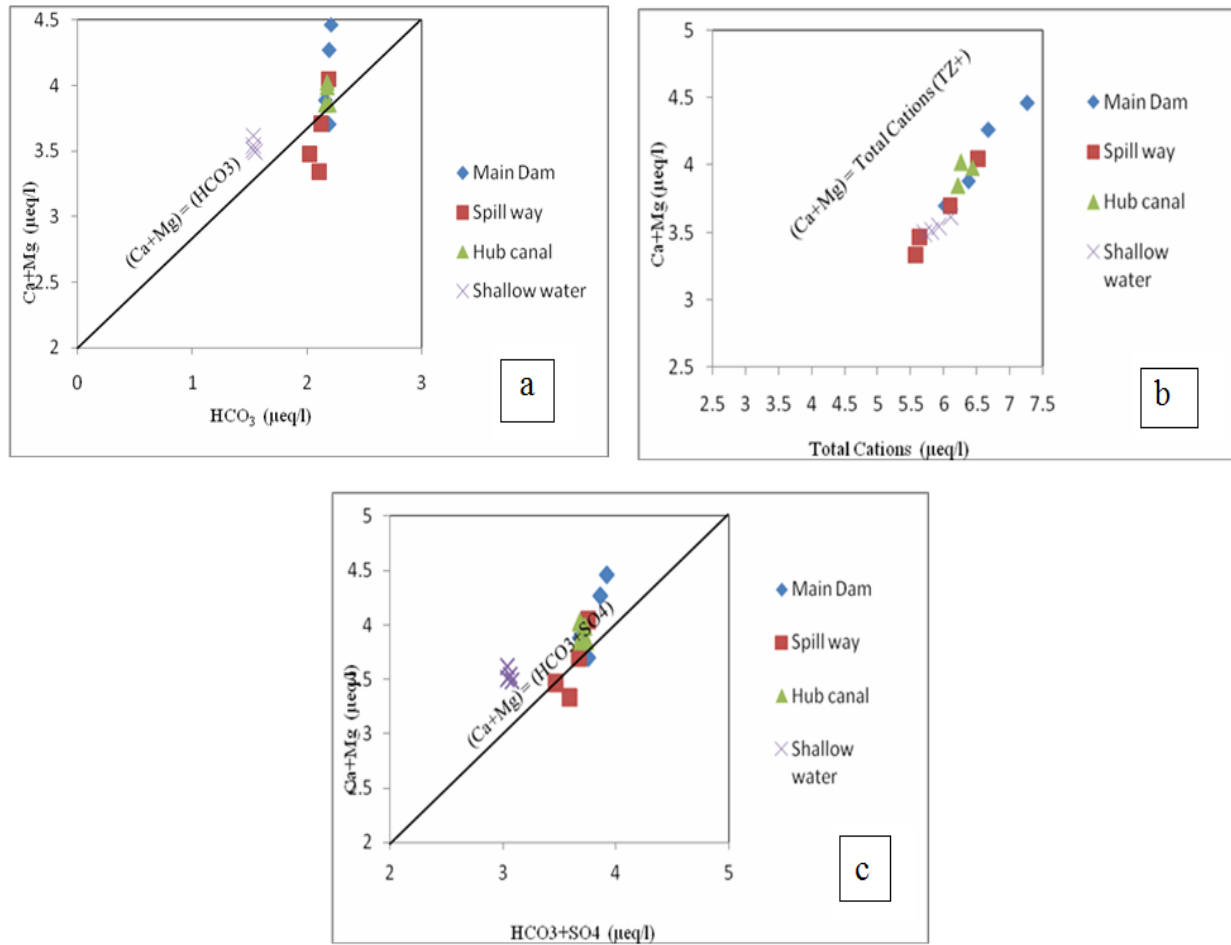 4.5
4
3.5
3
2.5
2
0
1
2
3
Ca+Mg (µeq/l)
HCO₃ (µeq/l)
(Ca+Mg) = (HCO3)
Main Dam
Spill way
Hub canal
Shallow water
a
5
4.5
4
3.5
3
2.5
2.5 3 3.5 4 4.5 5 5.5 6 6.5 7 7.5
Ca+Mg (µeq/l)
Total Cations (µeq/l)
(Ca+Mg) = Total Cations (TZ+)
Main Dam
Spill way
Hub canal
Shallow
water
b
5
4.5
4
3.5
3
2.5
2
2
3
4
5
Ca+Mg (µeq/l)
HCO3+SO4 (µeq/l)
(Ca+Mg) = (HCO3+SO4)
Main Dam
Spill way
Hub canal
Shallow
water
c